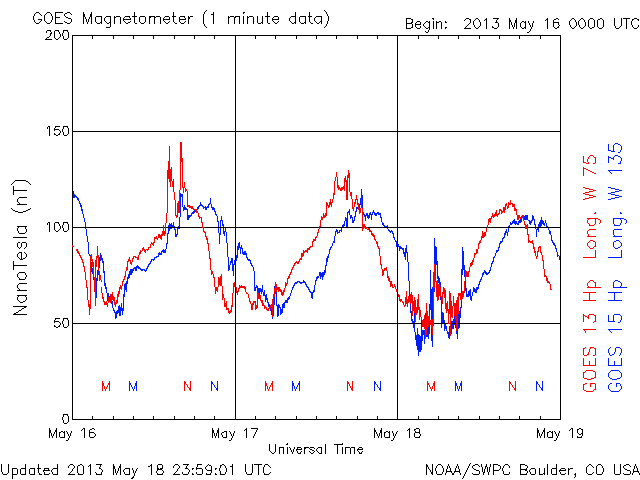 GOES Magnetometer (1 minute data)
Begin: 2013 May 16 0000 UTC
200
150
100
50
0
NanoTesla (nT)
M M N N M M N N M M N N
May 16 May 17 May 18 May 19
Universal Time
GOES 13 Hp Long. W 75
GOES 15 Hp Long. W 135
Updated 2013 May 18 23:59:01 UTC
NOAA/SWPC Boulder, CO USA